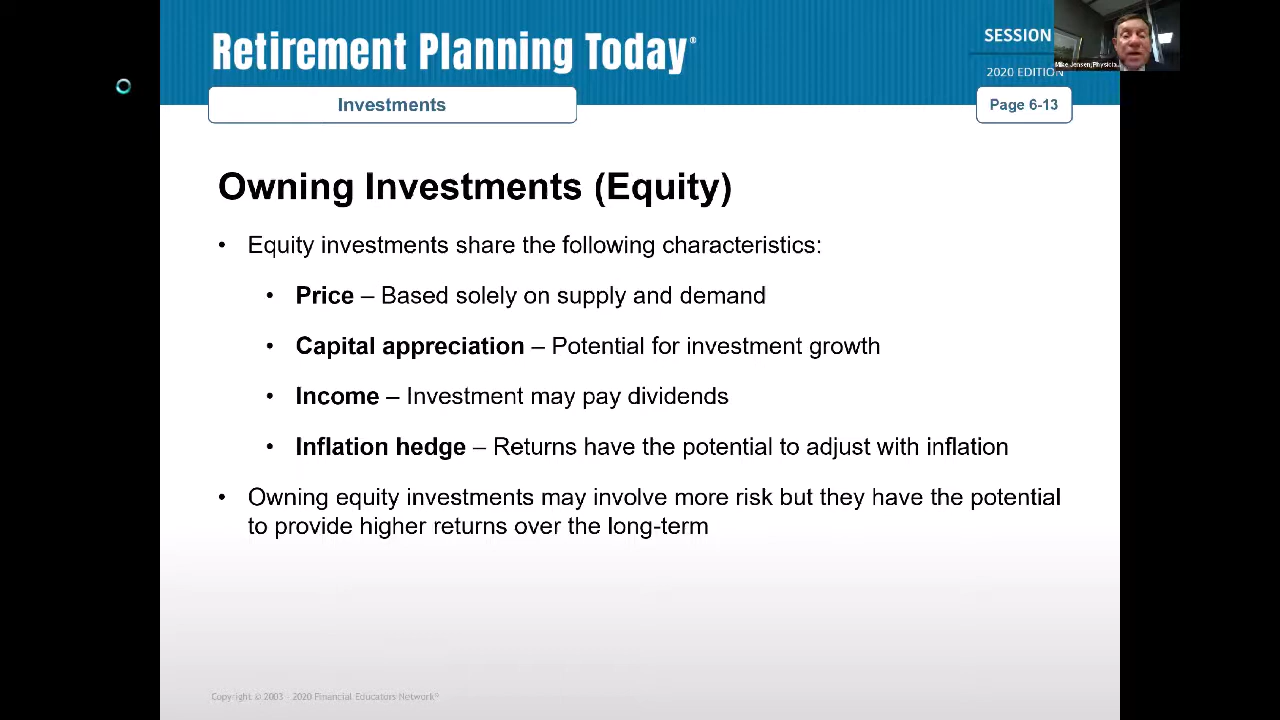 Retirement Planning Today®
SESSION
2020 EDITION
Mike Jensen, Physicia...
Investments
Page 6-13
Owning Investments (Equity)
• Equity investments share the following characteristics:
• Price – Based solely on supply and demand
• Capital appreciation – Potential for investment growth
• Income – Investment may pay dividends
• Inflation hedge – Returns have the potential to adjust with inflation
• Owning equity investments may involve more risk but they have the potential
to provide higher returns over the long-term
Copyright © 2003 - 2020 Financial Educators Network®